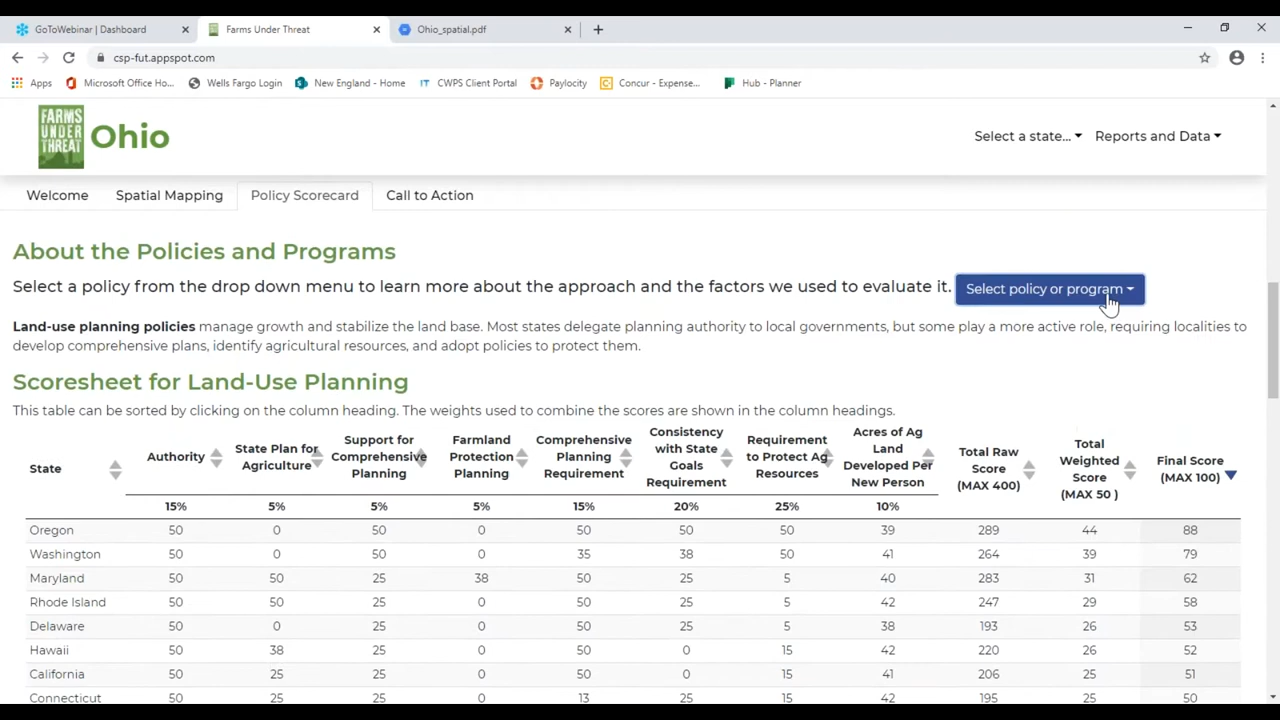 GoToWebinar | Dashboard
Farms Under Threat
Ohio_spatial.pdf
csp-fut.appspot.com
Apps
Microsoft Office Ho...
Wells Fargo Login
New England - Home
IT CWPS Client Portal
Paylocity
Concur - Expense...
Hub - Planner
FARMS
UNDER
THREAT
Ohio
Select a state...
Reports and Data
Welcome
Spatial Mapping
Policy Scorecard
Call to Action
About the Policies and Programs
Select a policy from the drop down menu to learn more about the approach and the factors we used to evaluate it.
Select policy or program
Land-use planning policies manage growth and stabilize the land base. Most states delegate planning authority to local governments, but some play a more active role, requiring localities to
develop comprehensive plans, identify agricultural resources, and adopt policies to protect them.
Scoresheet for Land-Use Planning
This table can be sorted by clicking on the column heading. The weights used to combine the scores are shown in the column headings.
State
Authority
State Plan for
Agriculture
Support for
Comprehensive
Planning
Farmland
Protection
Planning
Comprehensive
Planning
Requirement
Consistency
with State
Goals
Requirement
Requirement
to Protect Ag
Resources
Acres of Ag
Land
Developed Per
New Person
Total Raw
Score
(MAX 400)
Total
Weighted
Score
(MAX 50 )
Final Score
(MAX 100)
15% 5% 5% 5% 15% 20% 25% 10%
Oregon 50 0 50 0 50 50 50 39 289 44 88
Washington 50 0 50 0 35 38 50 41 264 39 79
Maryland 50 50 25 38 50 25 5 40 283 31 62
Rhode Island 50 50 25 0 50 25 5 42 247 29 58
Delaware 50 0 25 0 50 25 5 38 193 26 53
Hawaii 50 38 25 0 50 0 15 42 220 26 52
California 50 25 25 0 50 0 15 41 206 25 51
Connecticut 50 25 25 0 13 25 15 42 195 25 50